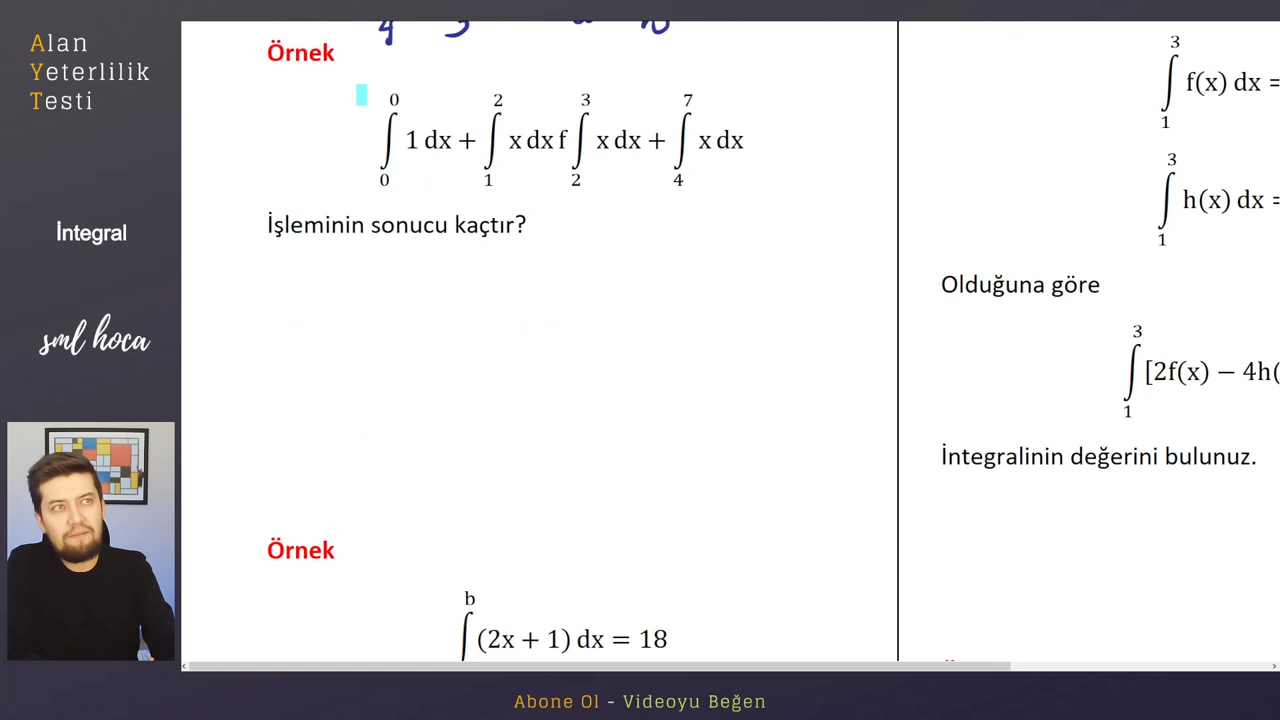 Alan
Yeterlilik
Testi
İntegral
sml hoca
Örnek
∫₀⁰ 1 dx + ∫₁² x dx f ∫₂³ x dx + ∫₄⁷ x dx
İşleminin sonucu kaçtır?
Örnek
∫ᵇ (2x + 1) dx = 18
∫₁³ f(x) dx =
∫₁³ h(x) dx =
Olduğuna göre
∫₁³ [2f(x) − 4h(
İntegralinin değerini bulunuz.
Abone Ol - Videoyu Beğen